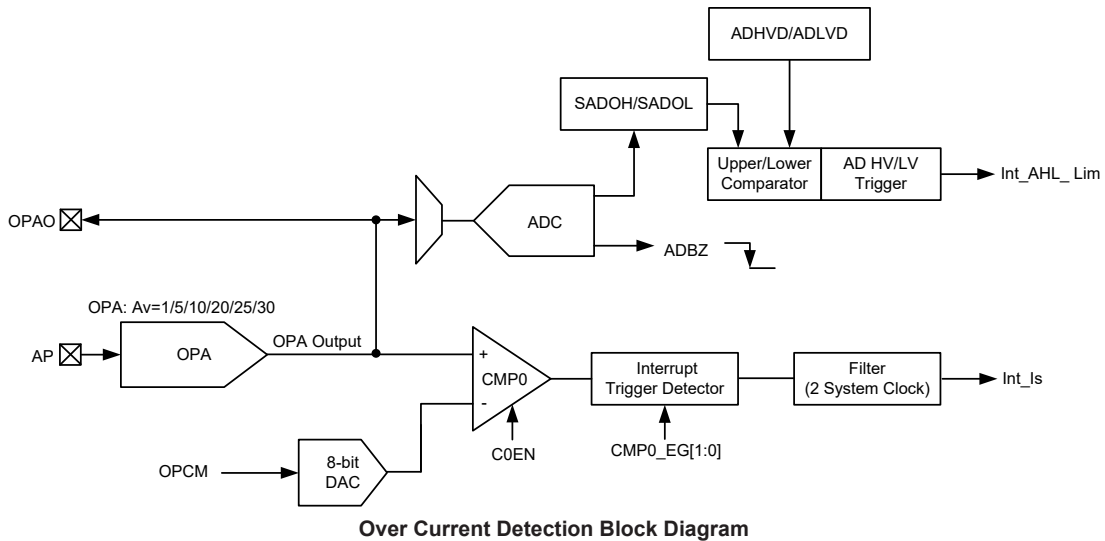 ADHVD/ADLVD
SADOH/SADOL
Upper/Lower
Comparator
AD HV/LV
Trigger
Int_AHL_ Lim
OPAO
ADC
ADBZ
OPA: Av=1/5/10/20/25/30
AP
OPA
OPA Output
+
CMP0
-
Interrupt
Trigger Detector
Filter
(2 System Clock)
Int_Is
C0EN
CMP0_EG[1:0]
OPCM
8-bit
DAC
Over Current Detection Block Diagram